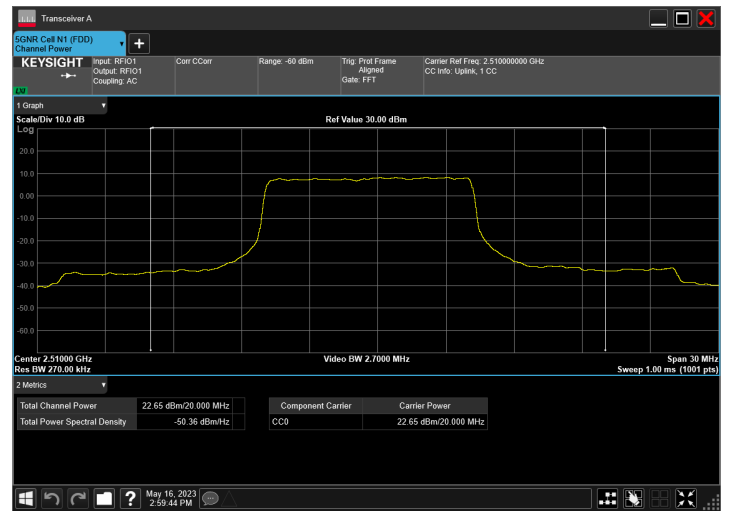 Transceiver A
5GNR Cell N1 (FDD)
Channel Power
KEYSIGHT
LXI
Input: RFIO1
Output: RFIO1
Coupling: AC
Corr CCorr
Range: -60 dBm
Trig: Prot Frame
Aligned
Gate: FFT
Carrier Ref Freq: 2.510000000 GHz
CC Info: Uplink, 1 CC
1 Graph
Scale/Div 10.0 dB
Ref Value 30.00 dBm
Log
20.0
10.0
0.00
-10.0
-20.0
-30.0
-40.0
-50.0
-60.0
Center 2.51000 GHz
Video BW 2.7000 MHz
Span 30 MHz
Res BW 270.00 kHz
Sweep 1.00 ms (1001 pts)
2 Metrics
Total Channel Power 22.65 dBm/20.000 MHz
Total Power Spectral Density -50.36 dBm/Hz
Component Carrier Carrier Power
CC0 22.65 dBm/20.000 MHz
?
May 16, 2023
2:59:44 PM